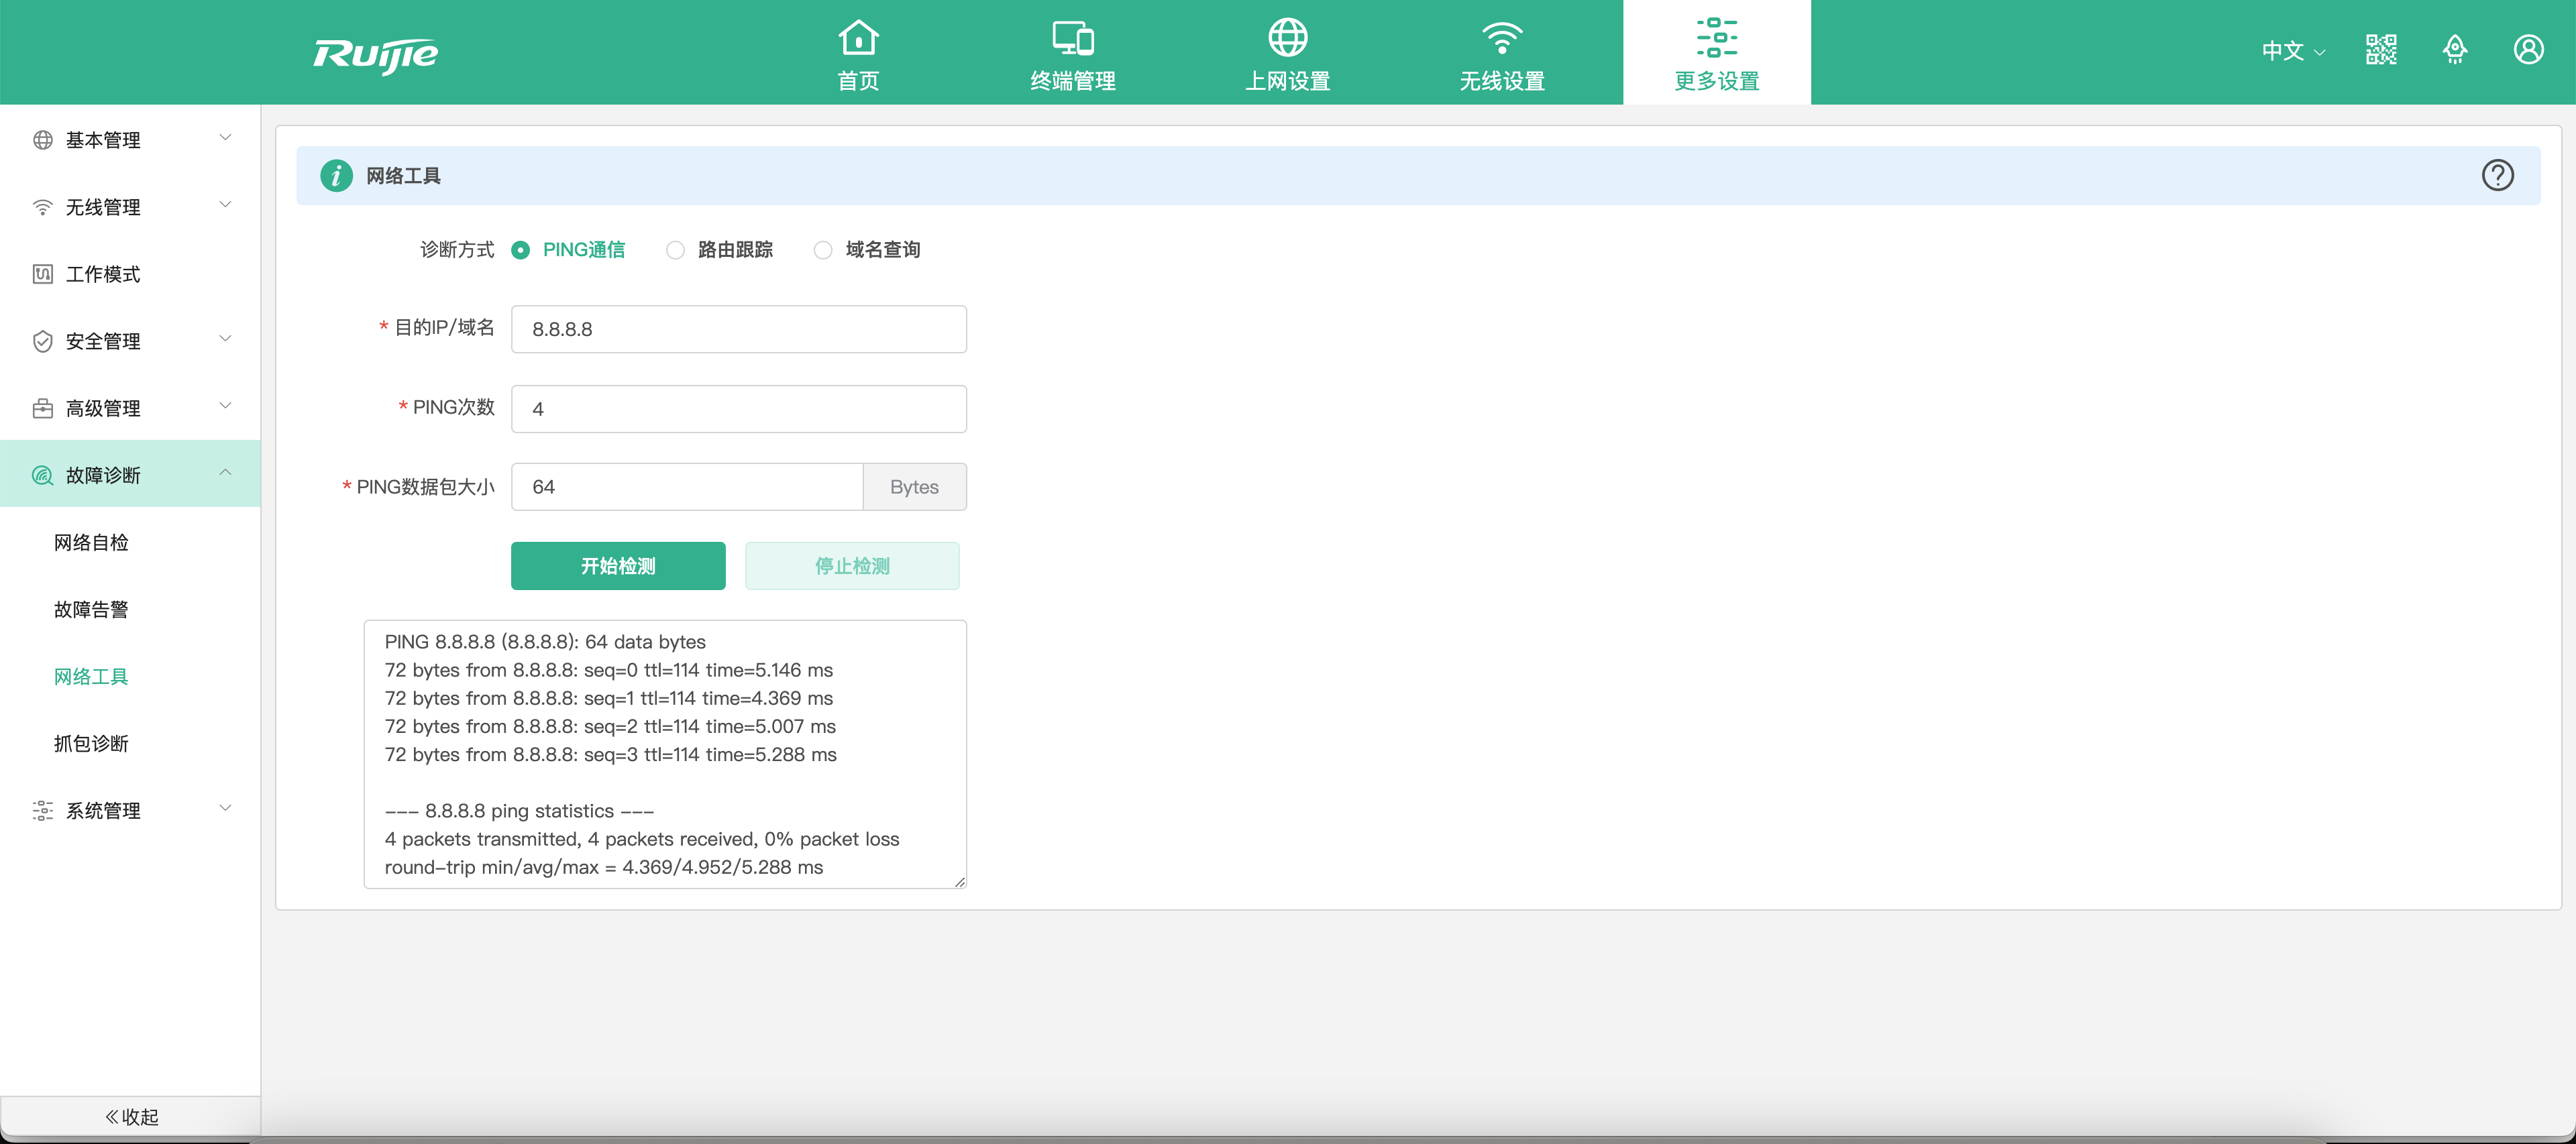 Ruijie
首页
终端管理
上网设置
无线设置
更多设置
中文
基本管理
无线管理
工作模式
安全管理
高级管理
故障诊断
网络自检
故障告警
网络工具
抓包诊断
系统管理
收起
网络工具
诊断方式 PING通信 路由跟踪 域名查询
* 目的IP/域名 8.8.8.8
* PING次数 4
* PING数据包大小 64 Bytes
开始检测 停止检测
PING 8.8.8.8 (8.8.8.8): 64 data bytes
72 bytes from 8.8.8.8: seq=0 ttl=114 time=5.146 ms
72 bytes from 8.8.8.8: seq=1 ttl=114 time=4.369 ms
72 bytes from 8.8.8.8: seq=2 ttl=114 time=5.007 ms
72 bytes from 8.8.8.8: seq=3 ttl=114 time=5.288 ms
--- 8.8.8.8 ping statistics ---
4 packets transmitted, 4 packets received, 0% packet loss
round-trip min/avg/max = 4.369/4.952/5.288 ms